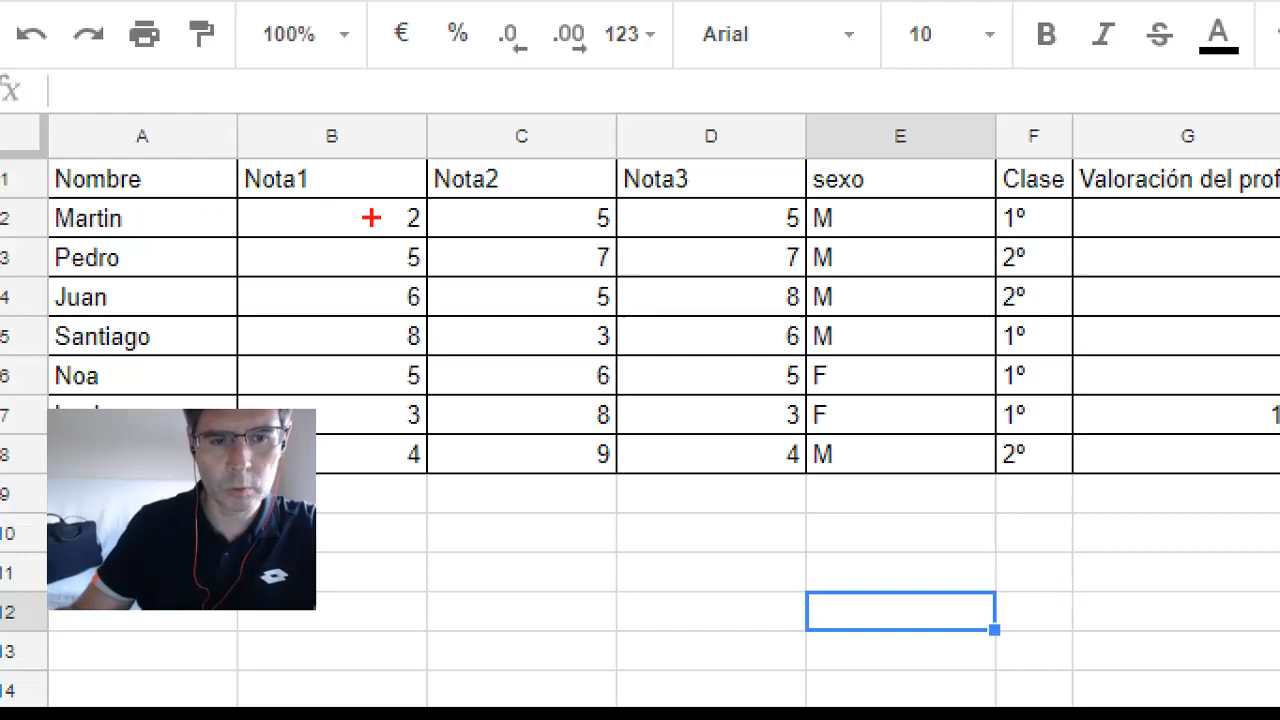 100% € % .0 .00 123 Arial 10 B I S A
fx
A B C D E F G
1 Nombre Nota1 Nota2 Nota3 sexo Clase Valoración del prof
2 Martin 2 5 5 M 1º
3 Pedro 5 7 7 M 2º
4 Juan 6 5 8 M 2º
5 Santiago 8 3 6 M 1º
6 Noa 5 6 5 F 1º
7 3 8 3 F 1º 1
8 4 9 4 M 2º
9
10
11
12
13
14